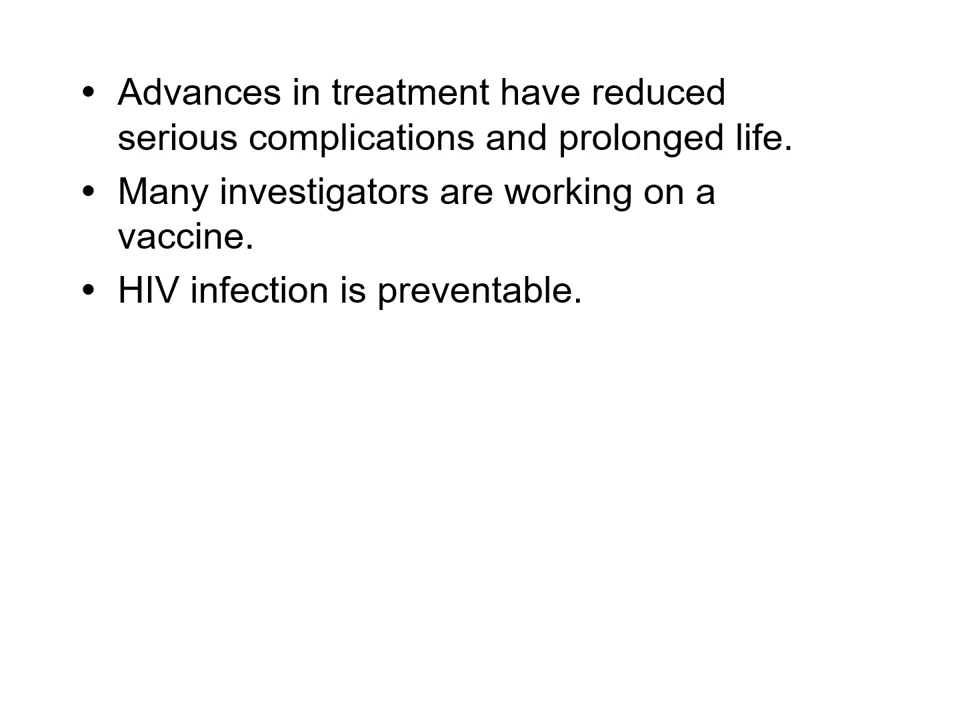 • Advances in treatment have reduced
serious complications and prolonged life.
• Many investigators are working on a
vaccine.
• HIV infection is preventable.